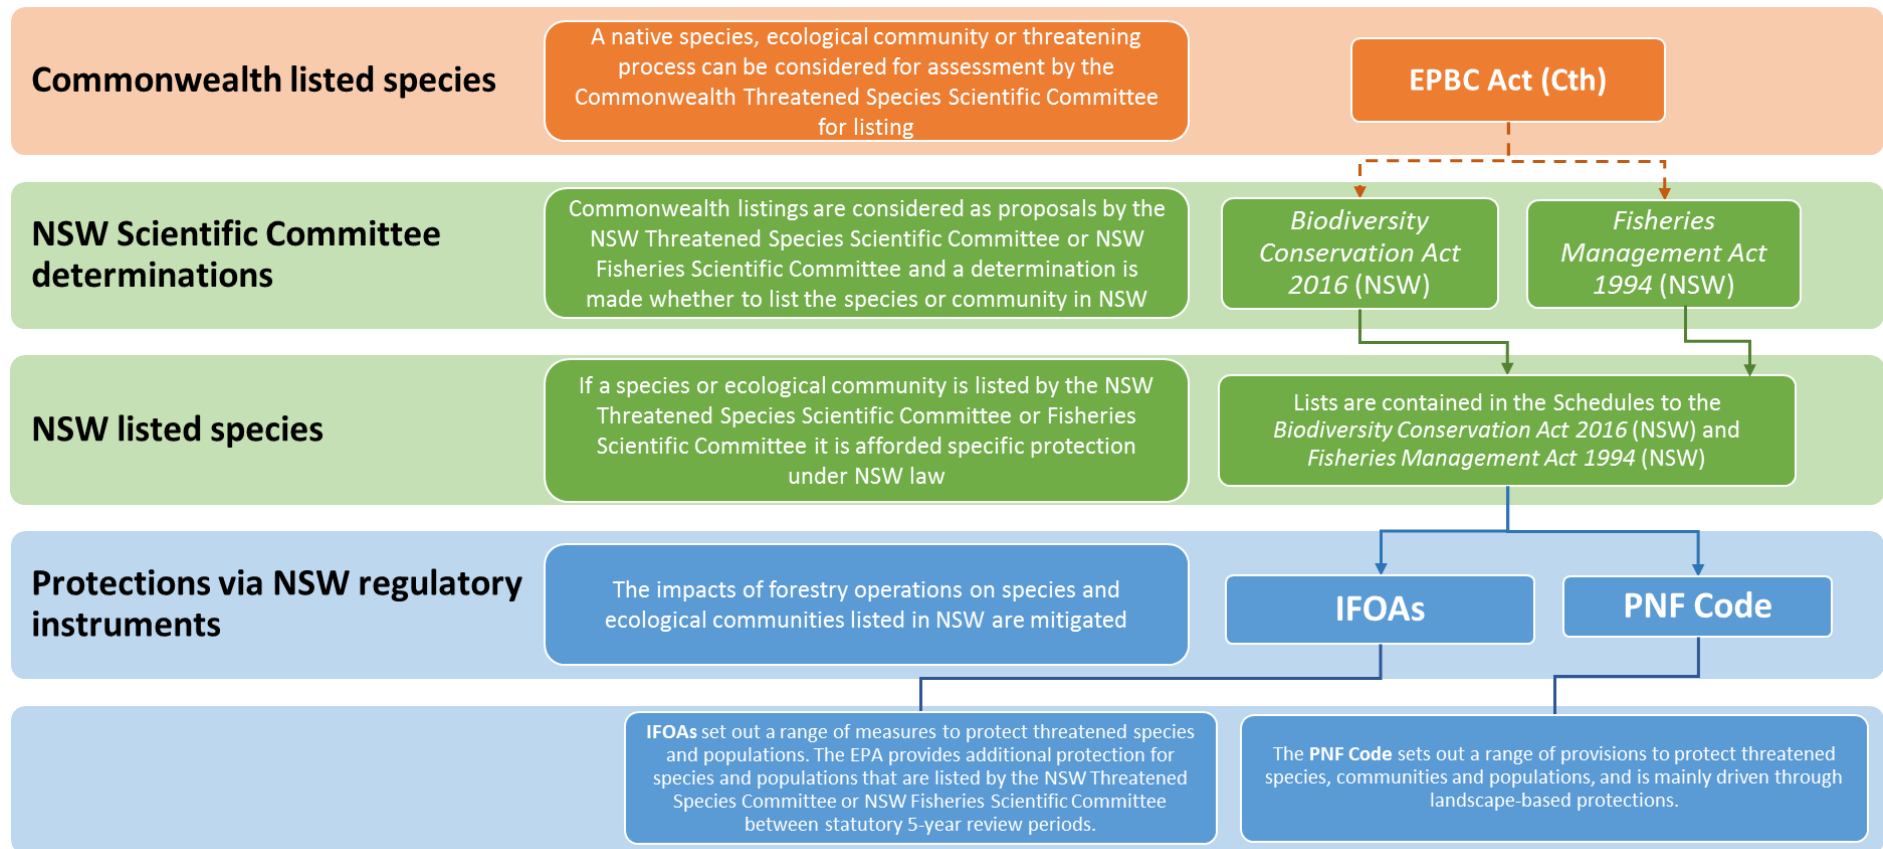 Commonwealth listed species
A native species, ecological community or threatening
process can be considered for assessment by the
Commonwealth Threatened Species Scientific Committee
for listing
EPBC Act (Cth)
NSW Scientific Committee
determinations
Commonwealth listings are considered as proposals by the
NSW Threatened Species Scientific Committee or NSW
Fisheries Scientific Committee and a determination is
made whether to list the species or community in NSW
Biodiversity
Conservation Act
2016 (NSW)
Fisheries
Management Act
1994 (NSW)
NSW listed species
If a species or ecological community is listed by the NSW
Threatened Species Scientific Committee or Fisheries
Scientific Committee it is afforded specific protection
under NSW law
Lists are contained in the Schedules to the
Biodiversity Conservation Act 2016 (NSW) and
Fisheries Management Act 1994 (NSW)
Protections via NSW regulatory
instruments
The impacts of forestry operations on species and
ecological communities listed in NSW are mitigated
IFOAs
PNF Code
IFOAs set out a range of measures to protect threatened species
and populations. The EPA provides additional protection for
species and populations that are listed by the NSW Threatened
Species Committee or NSW Fisheries Scientific Committee
between statutory 5-year review periods.
The PNF Code sets out a range of provisions to protect threatened
species, communities and populations, and is mainly driven through
landscape-based protections.